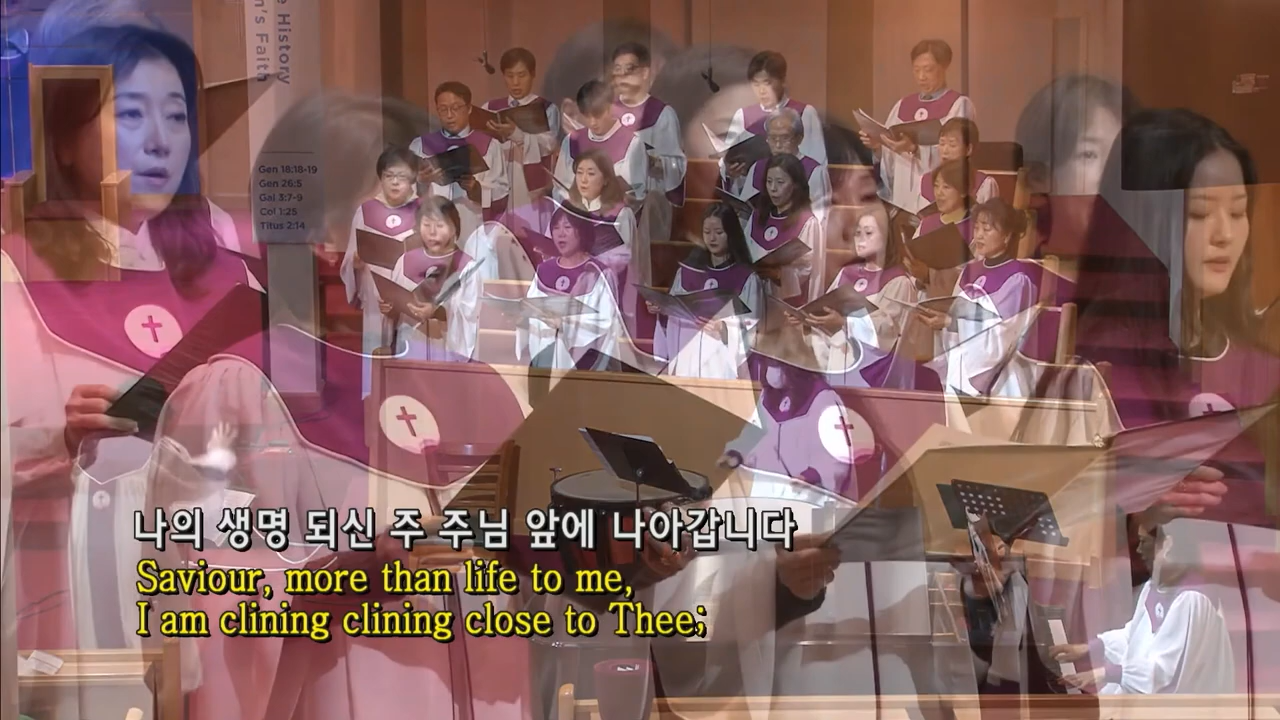 e History
n's Faith
Gen 18:18-19
Gen 26:5
Gal 3:7-9
Col 1:25
Titus 2:14
나의 생명 되신 주 주님 앞에 나아갑니다
Saviour, more than life to me,
I am clining clining close to Thee;